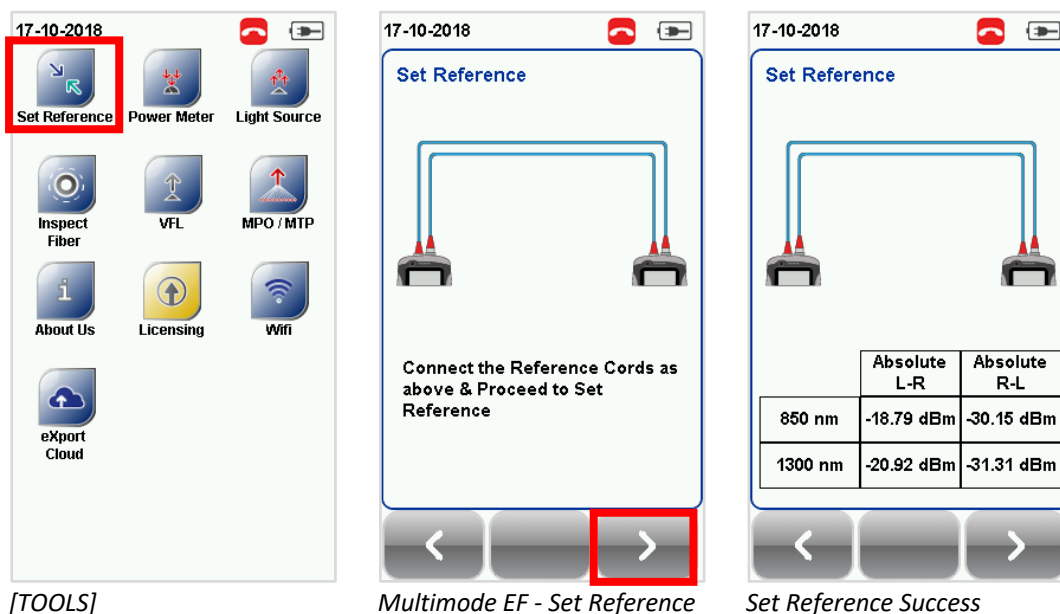 17-10-2018
Set Reference
Power Meter
Light Source
Inspect
Fiber
VFL
MPO / MTP
About Us
Licensing
Wifi
eXport
Cloud
[TOOLS]
17-10-2018
Set Reference
Connect the Reference Cords as
above & Proceed to Set
Reference
Multimode EF - Set Reference
17-10-2018
Set Reference
Absolute
L-R
Absolute
R-L
850 nm
-18.79 dBm
-30.15 dBm
1300 nm
-20.92 dBm
-31.31 dBm
Set Reference Success